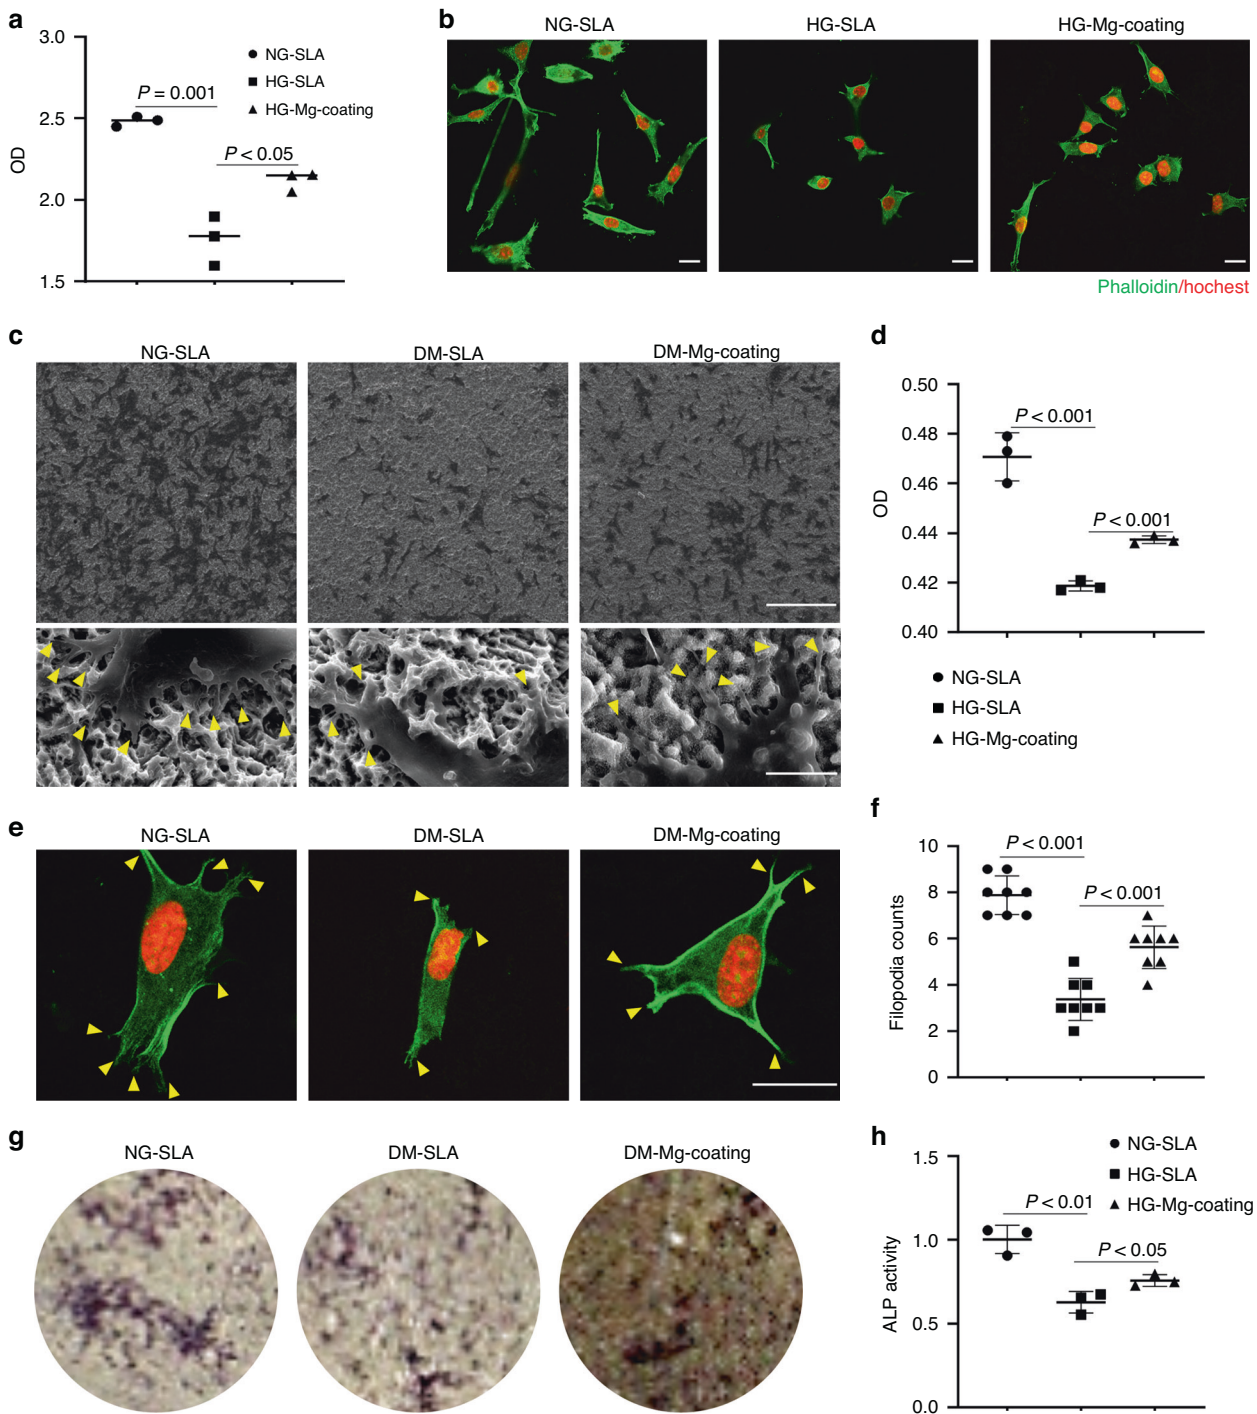 a
3.0
2.5
2.0
1.5
OD
P = 0.001
P < 0.05
NG-SLA
HG-SLA
HG-Mg-coating
b
NG-SLA
HG-SLA
HG-Mg-coating
Phalloidin/hochest
c
NG-SLA
DM-SLA
DM-Mg-coating
d
0.50
0.48
0.46
0.44
0.42
0.40
OD
P < 0.001
P < 0.001
NG-SLA
HG-SLA
HG-Mg-coating
e
NG-SLA
DM-SLA
DM-Mg-coating
f
10
8
6
4
2
0
Filopodia counts
P < 0.001
P < 0.001
g
NG-SLA
DM-SLA
DM-Mg-coating
h
1.5
1.0
0.5
0.0
ALP activity
P < 0.01
P < 0.05
NG-SLA
HG-SLA
HG-Mg-coating